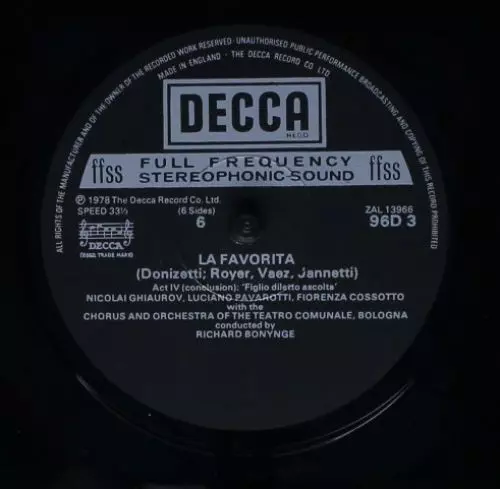 ALL RIGHTS OF THE MANUFACTURER AND OF THE OWNER OF THE RECORDED WORK RESERVED · UNAUTHORISED PUBLIC PERFORMANCE BROADCASTING AND COPYING OF THIS RECORD PROHIBITED
MADE IN ENGLAND · THE DECCA RECORD CO LTD
DECCA
REGD
ffss FULL FREQUENCY ffss
STEREOPHONIC SOUND
Ⓟ 1978 The Decca Record Co. Ltd.
SPEED 33⅓ (6 Sides) 6
ZAL 13966
96D 3
DECCA
TRADE MARK
LA FAVORITA
(Donizetti; Royer, Vaez, Jannetti)
Act IV (conclusion): 'Figlio diletto ascolta'
NICOLAI GHIAUROV, LUCIANO PAVAROTTI, FIORENZA COSSOTTO
with the
CHORUS AND ORCHESTRA OF THE TEATRO COMUNALE, BOLOGNA
conducted by
RICHARD BONYNGE